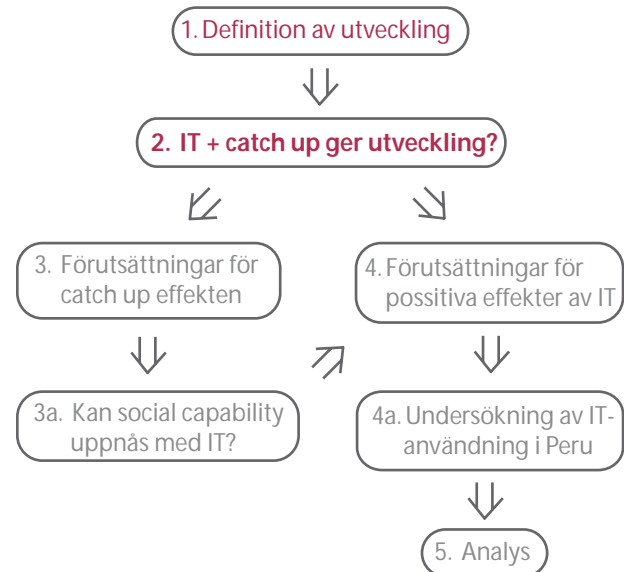 1. Definition av utveckling
2. IT + catch up ger utveckling?
3. Förutsättningar för
catch up effekten
4. Förutsättningar för
possitiva effekter av IT
3a. Kan social capability
uppnås med IT?
4a. Undersökning av IT-
användning i Peru
5. Analys